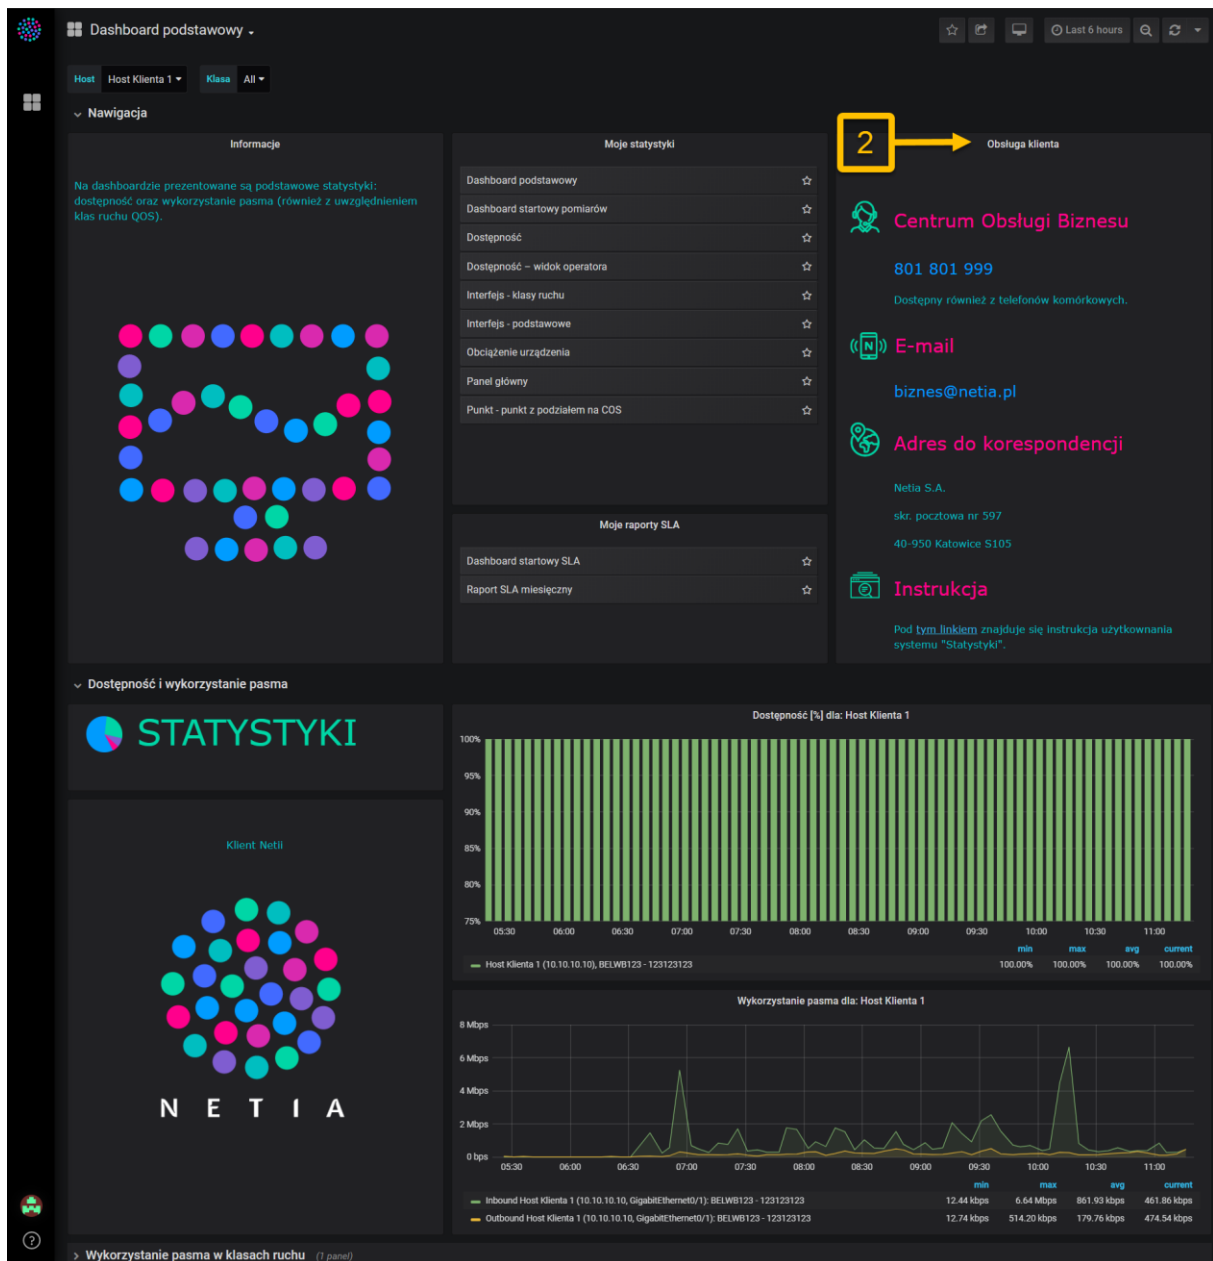 Dashboard podstawowy
Last 6 hours
Host Host Klienta 1 Klasa All
Nawigacja
Informacje
Na dashboardzie prezentowane są podstawowe statystyki:
dostępność oraz wykorzystanie pasma (również z uwzględnieniem
klas ruchu QOS).
Moje statystyki
Dashboard podstawowy
Dashboard startowy pomiarów
Dostępność
Dostępność – widok operatora
Interfejs - klasy ruchu
Interfejs - podstawowe
Obciążenie urządzenia
Panel główny
Punkt - punkt z podziałem na COS
Moje raporty SLA
Dashboard startowy SLA
Raport SLA miesięczny
2
Obsługa klienta
Centrum Obsługi Biznesu
801 801 999
Dostępny również z telefonów komórkowych.
N
E-mail
biznes@netia.pl
Adres do korespondencji
Netia S.A.
skr. pocztowa nr 597
40-950 Katowice S105
Instrukcja
Pod tym linkiem znajduje się instrukcja użytkownania
systemu "Statystyki".
Dostępność i wykorzystanie pasma
STATYSTYKI
Klient Netii
NETIA
Dostępność [%] dla: Host Klienta 1
100%
95%
90%
85%
80%
75%
05:30 06:00 06:30 07:00 07:30 08:00 08:30 09:00 09:30 10:00 10:30 11:00
min max avg current
Host Klienta 1 (10.10.10.10), BELWB123 - 123123123 100.00% 100.00% 100.00% 100.00%
Wykorzystanie pasma dla: Host Klienta 1
8 Mbps
6 Mbps
4 Mbps
2 Mbps
0 bps
05:30 06:00 06:30 07:00 07:30 08:00 08:30 09:00 09:30 10:00 10:30 11:00
min max avg current
Inbound Host Klienta 1 (10.10.10.10, GigabitEthernet0/1): BELWB123 - 123123123 12.44 kbps 6.64 Mbps 861.93 kbps 461.86 kbps
Outbound Host Klienta 1 (10.10.10.10, GigabitEthernet0/1): BELWB123 - 123123123 12.74 kbps 514.20 kbps 179.76 kbps 474.54 kbps
?
Wykorzystanie pasma w klasach ruchu (1 panel)